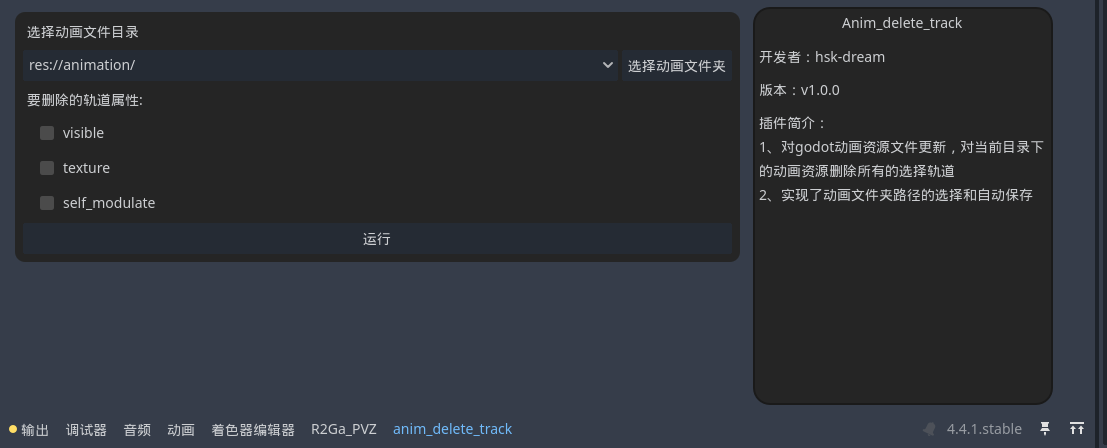 选择动画文件目录
res://animation/
选择动画文件夹
要删除的轨道属性:
visible
texture
self_modulate
运行
Anim_delete_track
开发者：hsk-dream
版本：v1.0.0
插件简介：
1、对godot动画资源文件更新，对当前目录下
的动画资源删除所有的选择轨道
2、实现了动画文件夹路径的选择和自动保存
输出 调试器 音频 动画 着色器编辑器 R2Ga_PVZ anim_delete_track 4.4.1.stable